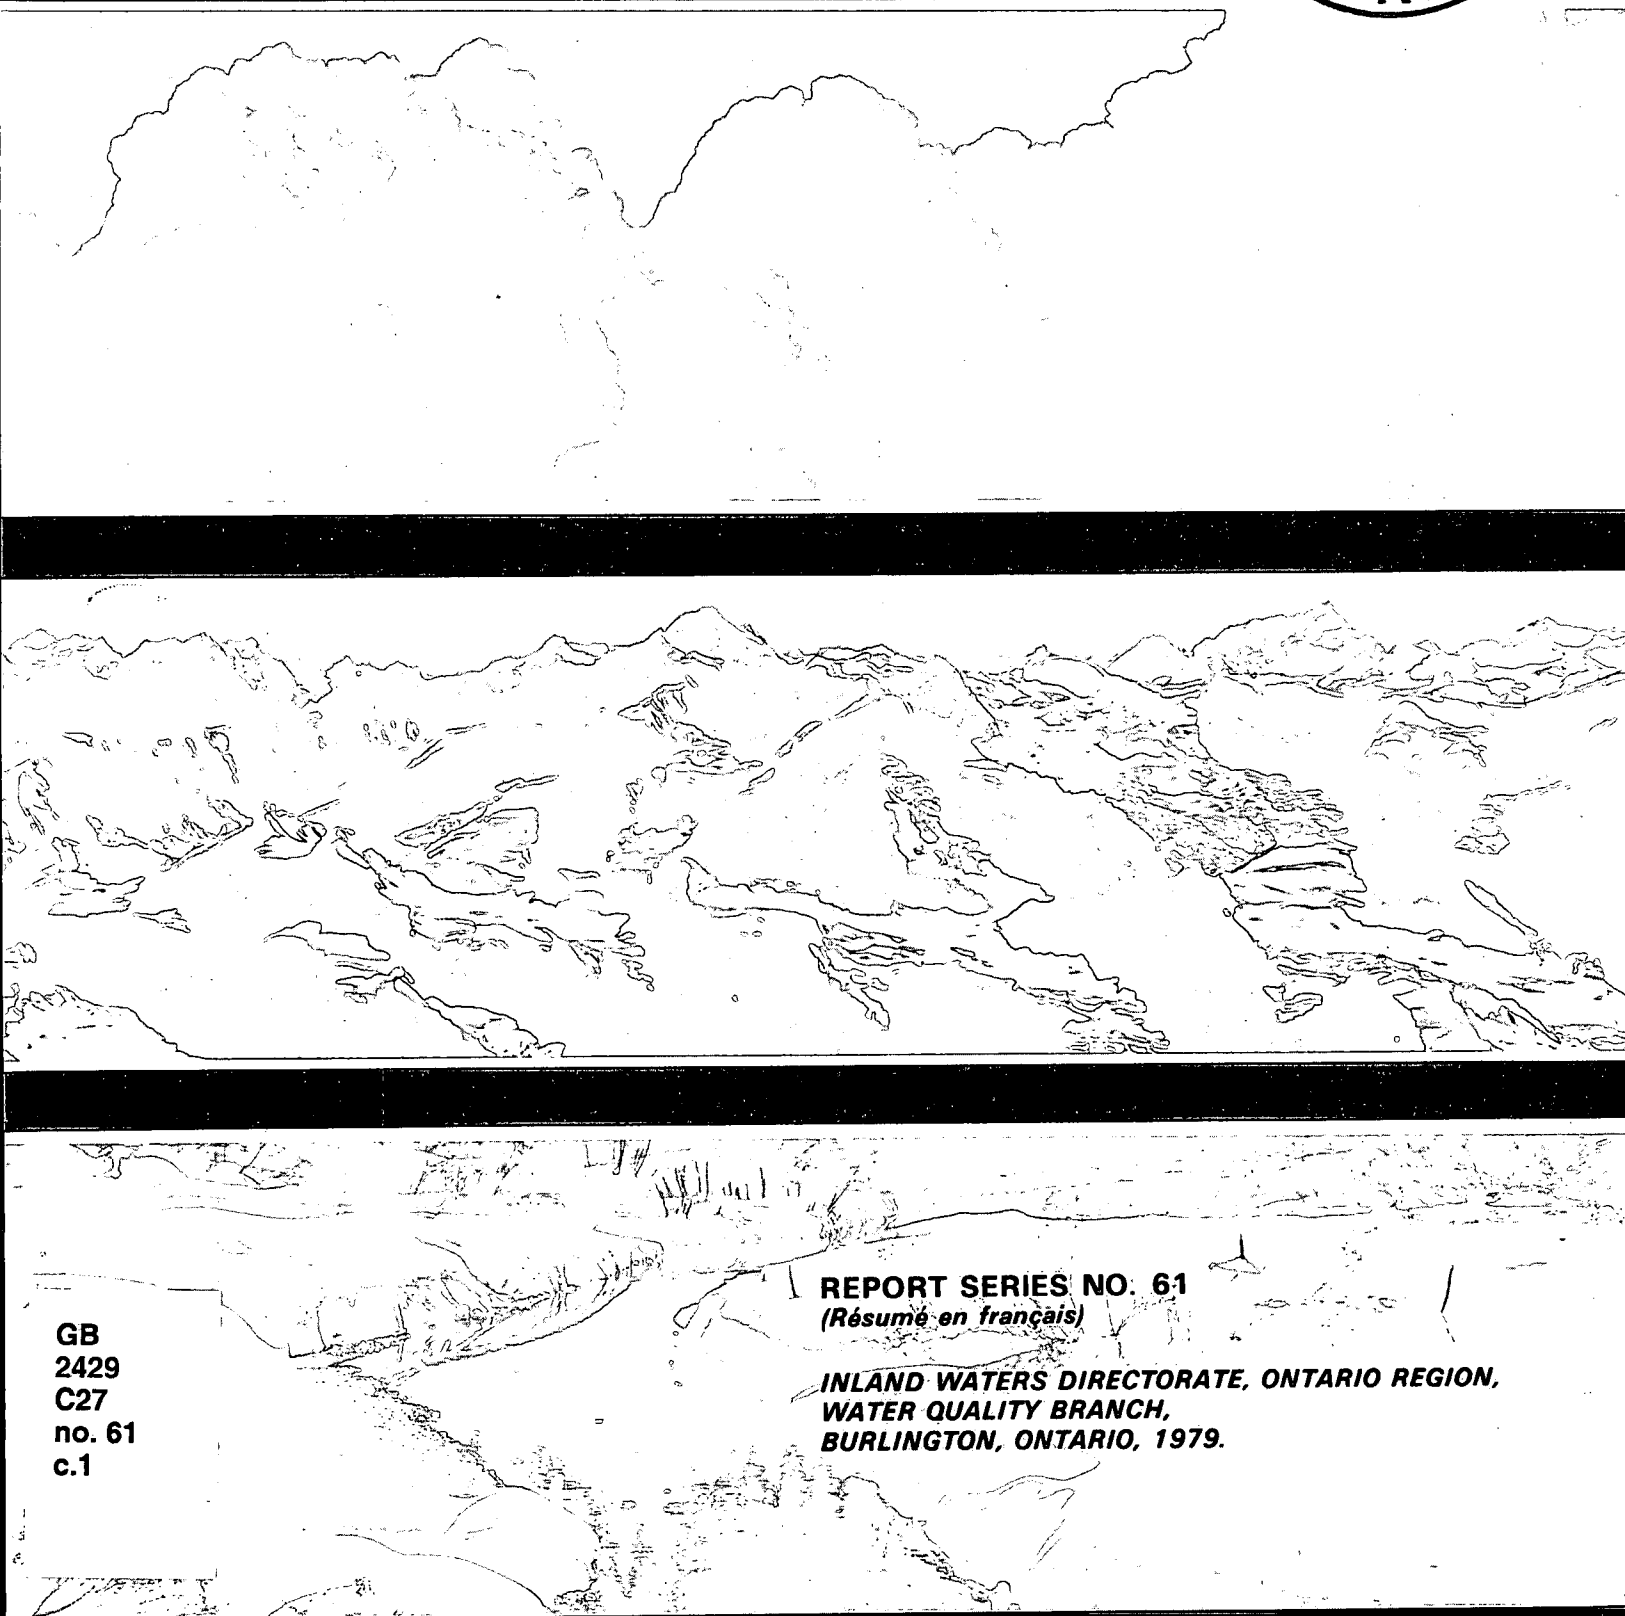 REPORT SERIES NO. 61
(Résumé en français)
INLAND WATERS DIRECTORATE, ONTARIO REGION,
WATER QUALITY BRANCH,
BURLINGTON, ONTARIO, 1979.
GB
2429
C27
no. 61
c.1